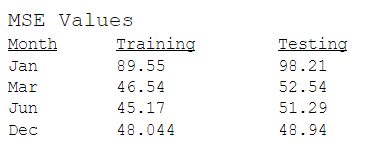 MSE Values
Month Training Testing
Jan 89.55 98.21
Mar 46.54 52.54
Jun 45.17 51.29
Dec 48.044 48.94